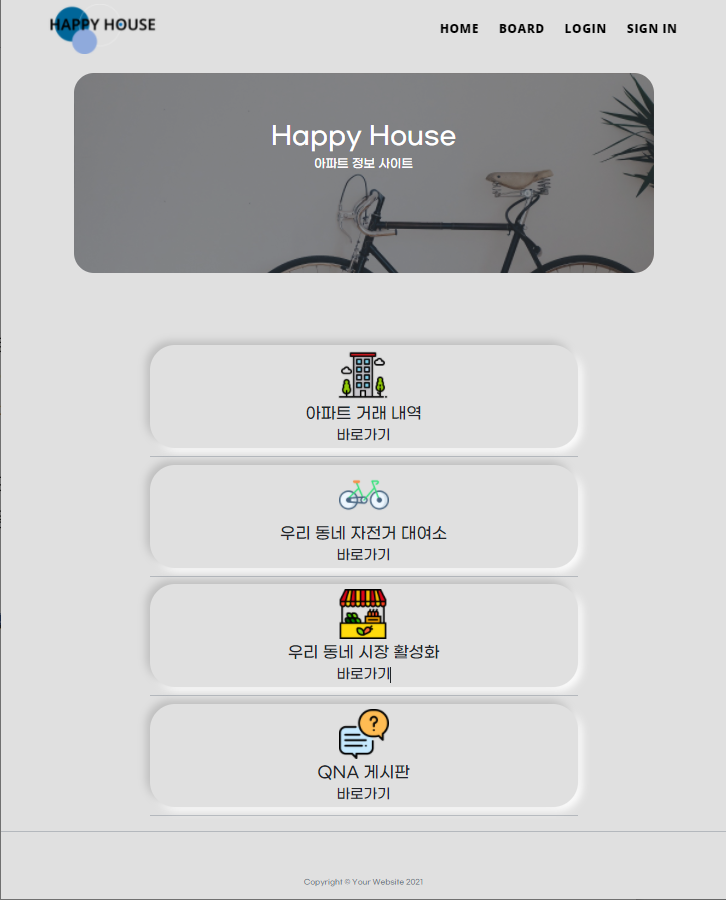 HAPPY HOUSE
HOME BOARD LOGIN SIGN IN
Happy House
아파트 정보 사이트
아파트 거래 내역
바로가기
우리 동네 자전거 대여소
바로가기
우리 동네 시장 활성화
바로가기
?
QNA 게시판
바로가기
Copyright © Your Website 2021